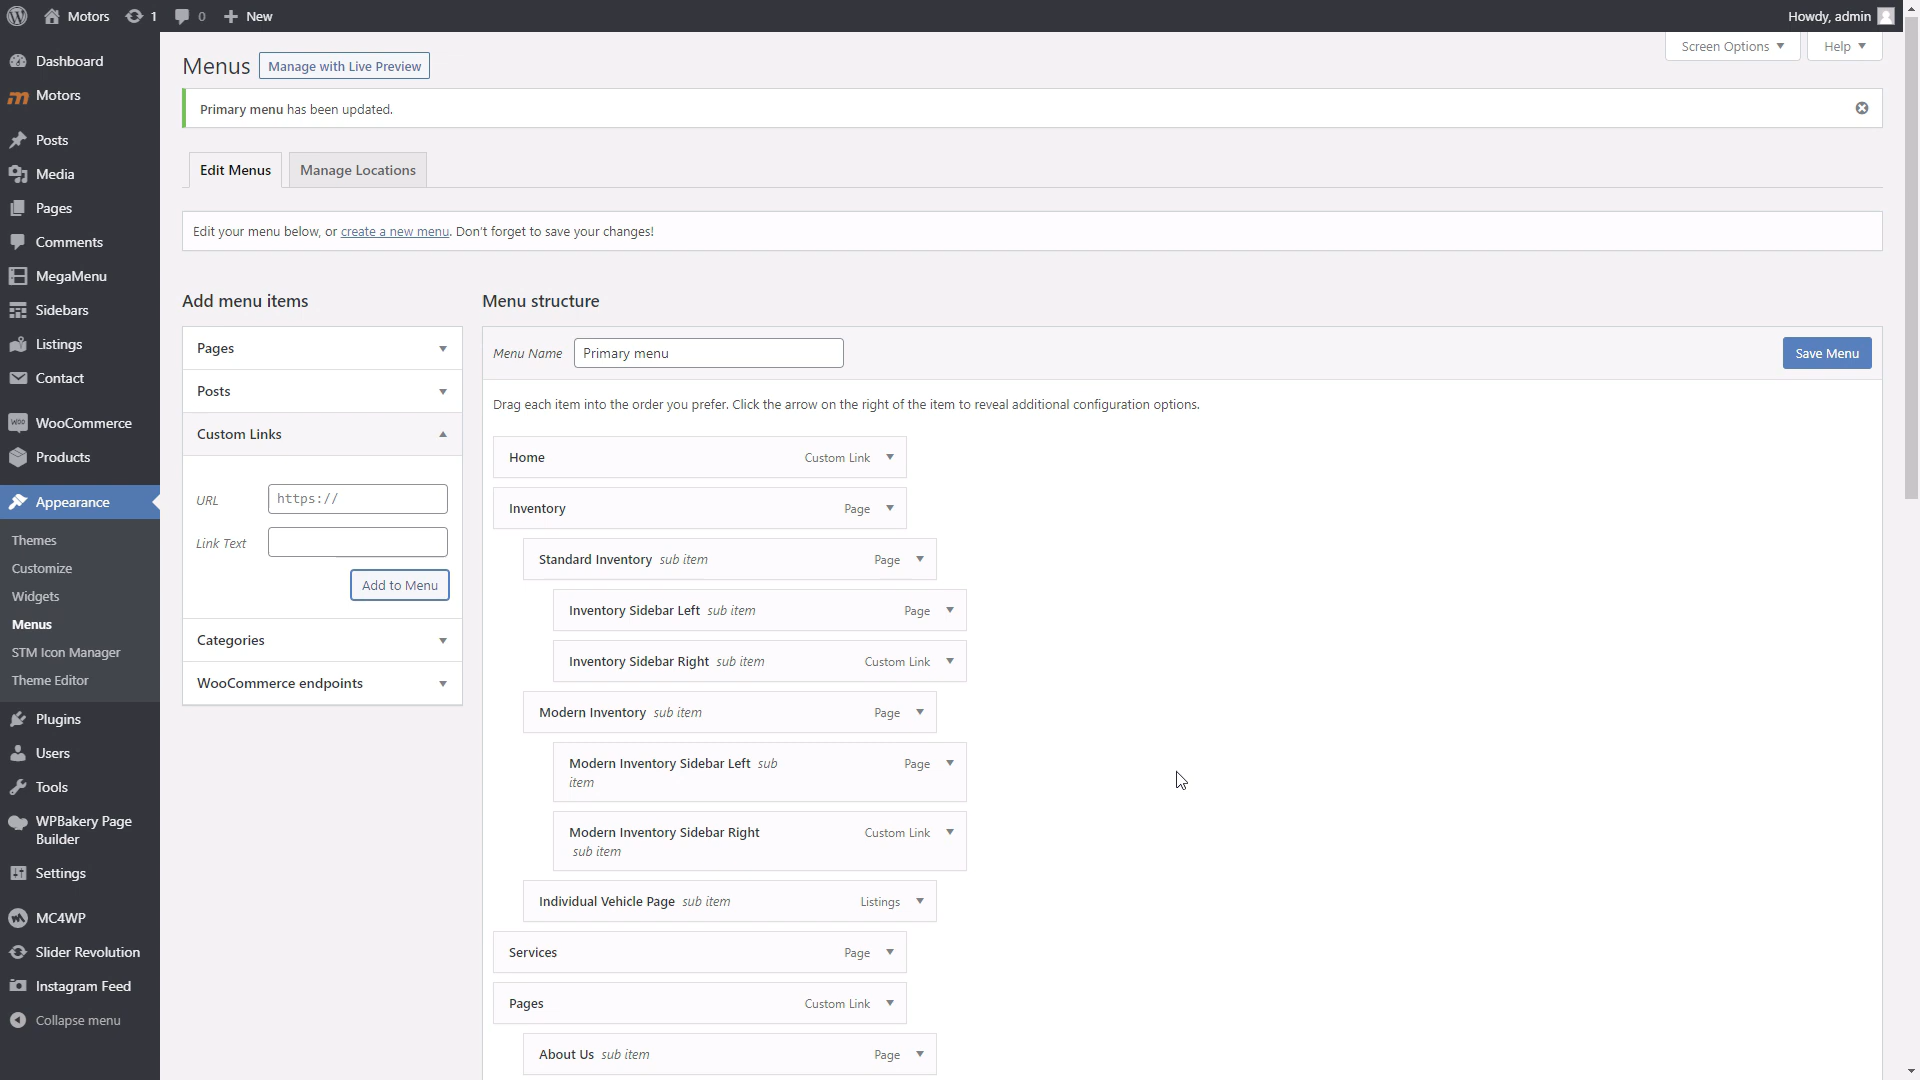 Motors
1
0
New
Howdy, admin
Dashboard
Motors
Posts
Media
Pages
Comments
MegaMenu
Sidebars
Listings
Contact
WooCommerce
Products
Appearance
Themes
Customize
Widgets
Menus
STM Icon Manager
Theme Editor
Plugins
Users
Tools
WPBakery Page
Builder
Settings
MC4WP
Slider Revolution
Instagram Feed
Collapse menu
Screen Options
Help
Menus
Manage with Live Preview
Primary menu has been updated.
Edit Menus
Manage Locations
Edit your menu below, or create a new menu. Don't forget to save your changes!
Add menu items
Pages
Posts
Custom Links
URL
https://
Link Text
Add to Menu
Categories
WooCommerce endpoints
Menu structure
Menu Name
Primary menu
Save Menu
Drag each item into the order you prefer. Click the arrow on the right of the item to reveal additional configuration options.
Home
Custom Link
Inventory
Page
Standard Inventory sub item
Page
Inventory Sidebar Left sub item
Page
Inventory Sidebar Right sub item
Custom Link
Modern Inventory sub item
Page
Modern Inventory Sidebar Left sub
item
Page
Modern Inventory Sidebar Right
sub item
Custom Link
Individual Vehicle Page sub item
Listings
Services
Page
Pages
Custom Link
About Us sub item
Page